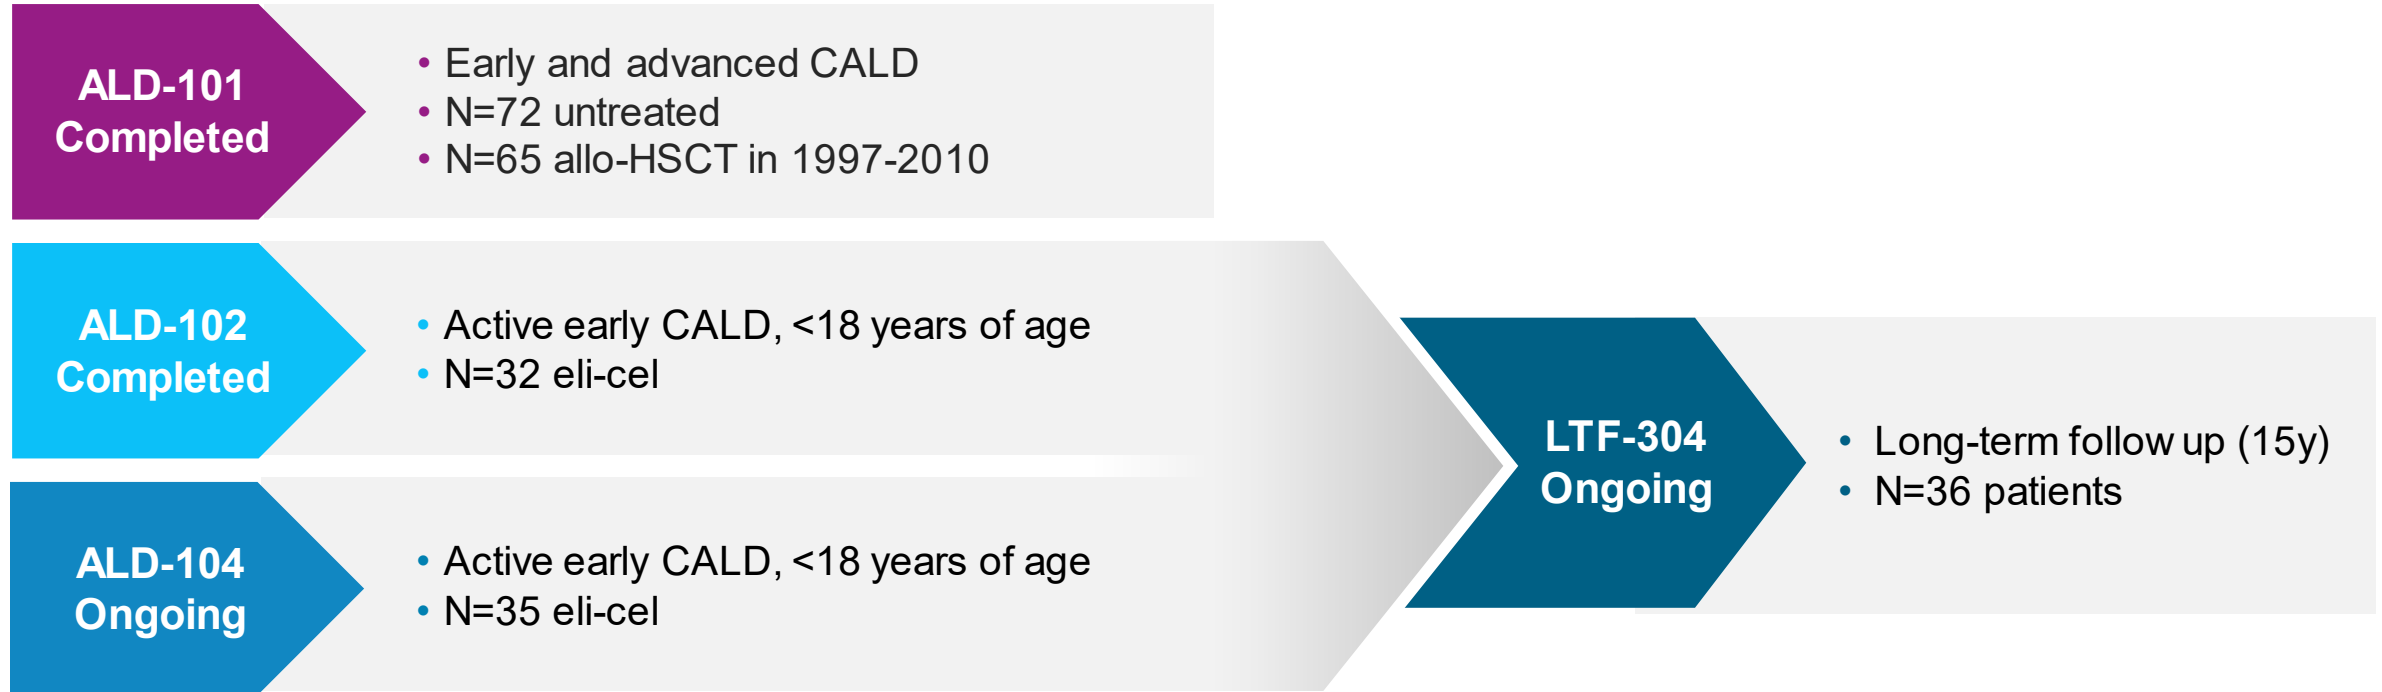 ALD-101
Completed
• Early and advanced CALD
• N=72 untreated
• N=65 allo-HSCT in 1997-2010
ALD-102
Completed
• Active early CALD, <18 years of age
• N=32 eli-cel
ALD-104
Ongoing
• Active early CALD, <18 years of age
• N=35 eli-cel
LTF-304
Ongoing
• Long-term follow up (15y)
• N=36 patients